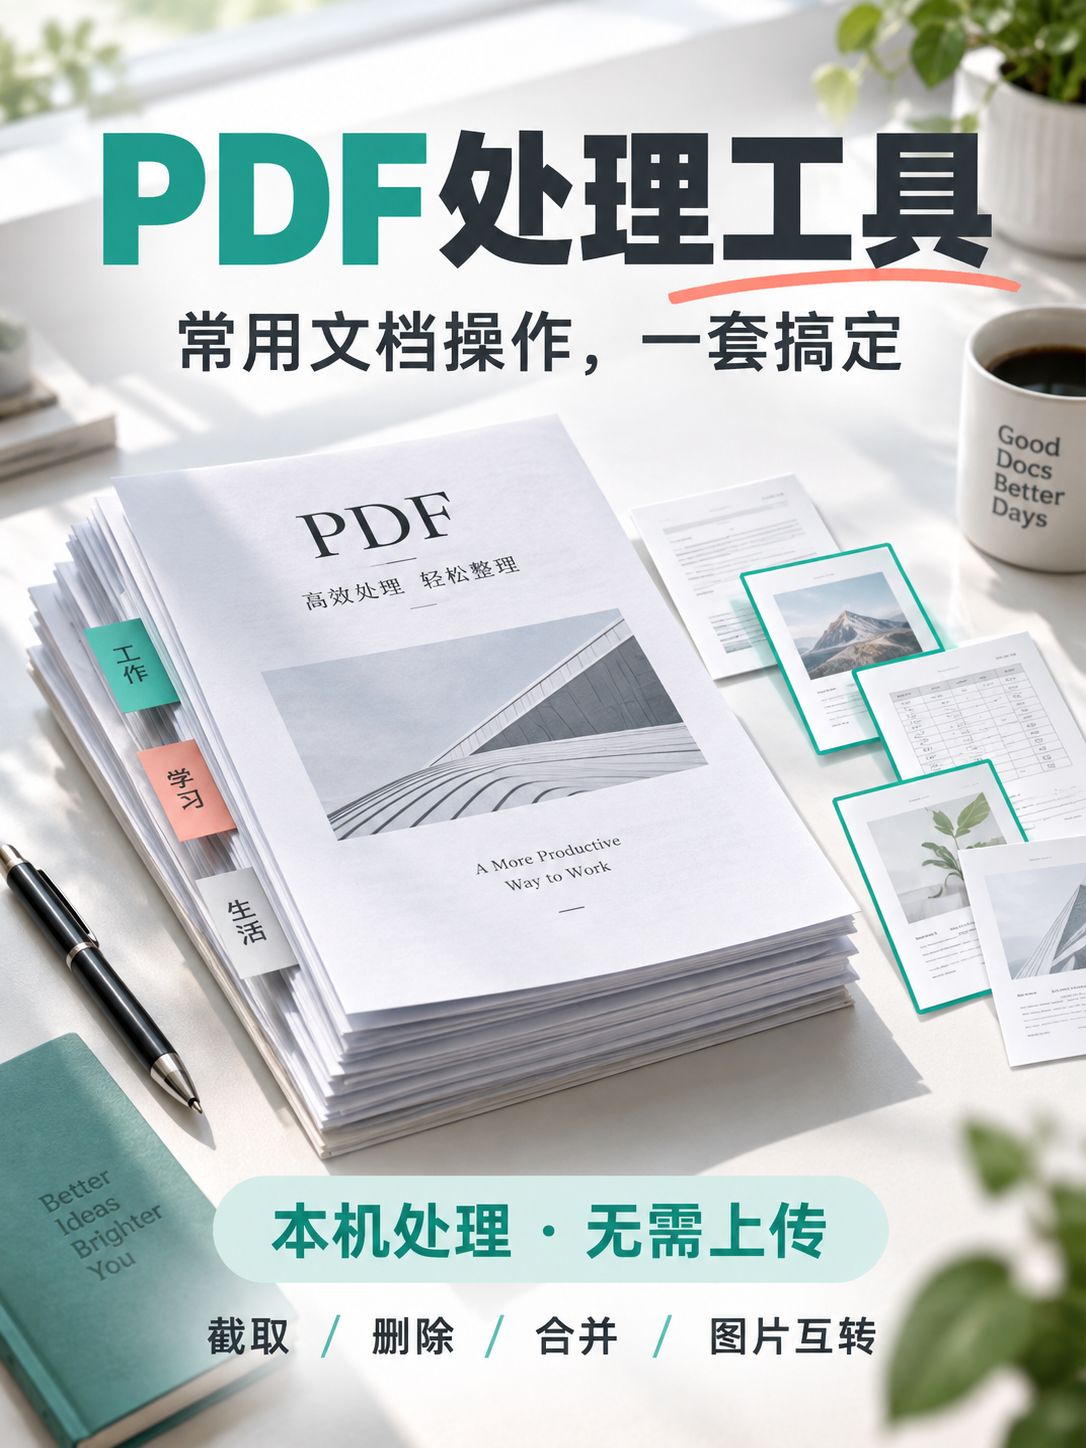 PDF处理工具
常用文档操作，一套搞定
Good
Docs
Better
Days
PDF
高效处理 轻松整理
工作
学习
生活
A More Productive
Way to Work
Better
Ideas
Brighter
You
本机处理 · 无需上传
截取 / 删除 / 合并 / 图片互转